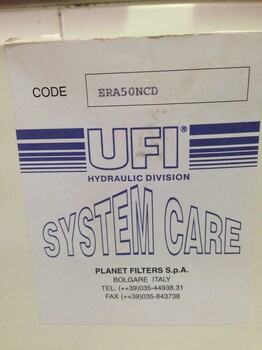 CODE ERA50NCD
UFI®
HYDRAULIC DIVISION
SYSTEM CARE
PLANET FILTERS S.p.A.
BOLGARE ITALY
TEL. (++39)035-44938.31
FAX (++39)035-843738